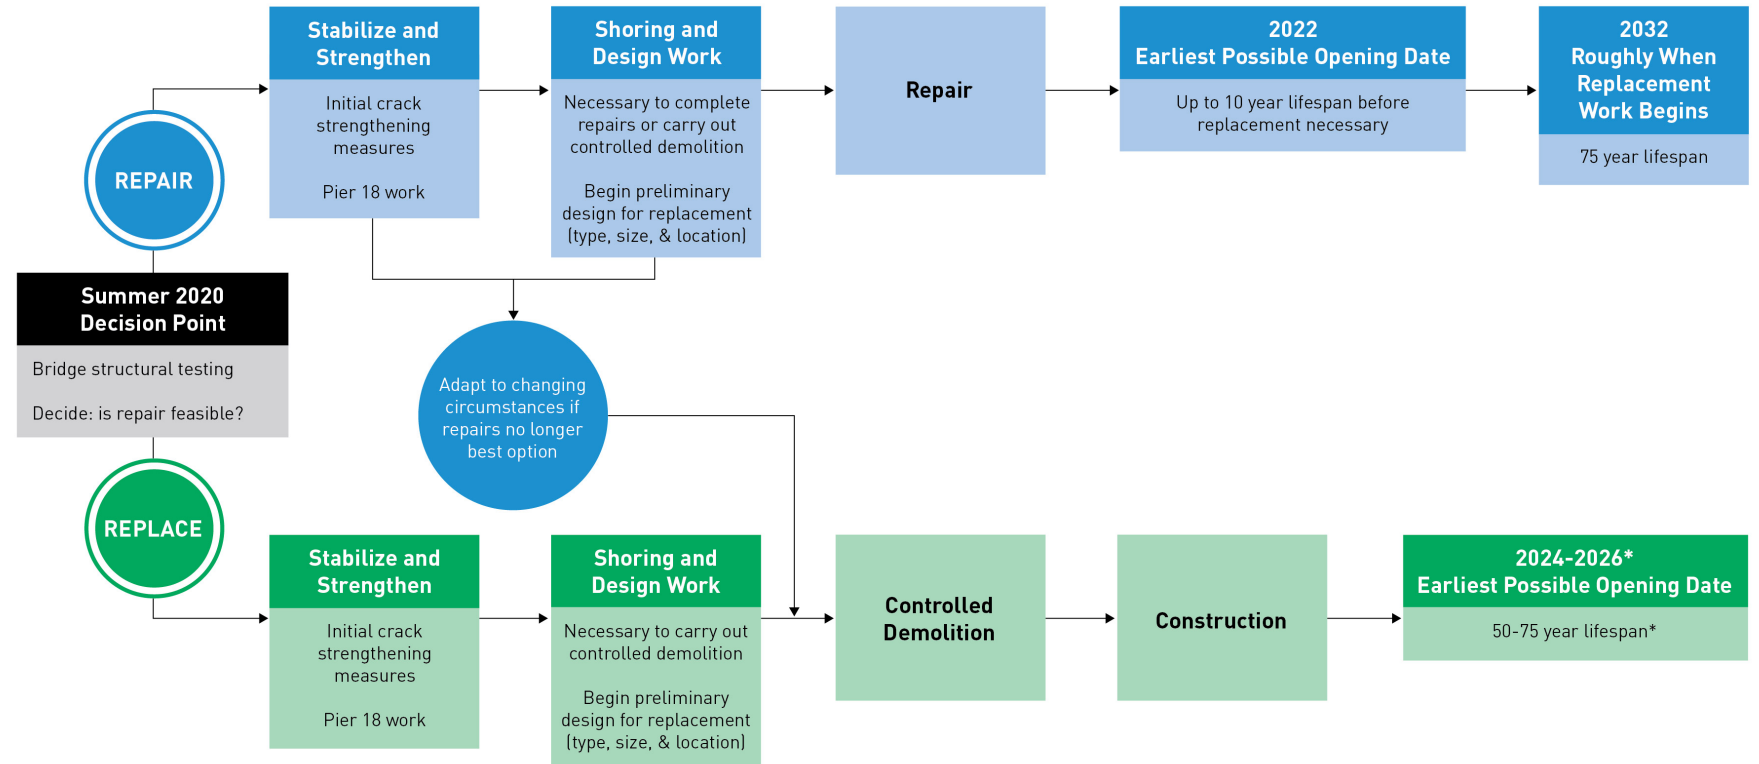 REPAIR
Stabilize and
Strengthen
Initial crack
strengthening
measures
Pier 18 work
Shoring and
Design Work
Necessary to complete
repairs or carry out
controlled demolition
Begin preliminary
design for replacement
(type, size, & location)
Repair
2022
Earliest Possible Opening Date
Up to 10 year lifespan before
replacement necessary
2032
Roughly When
Replacement
Work Begins
75 year lifespan
Summer 2020
Decision Point
Bridge structural testing
Decide: is repair feasible?
Adapt to changing
circumstances if
repairs no longer
best option
REPLACE
Stabilize and
Strengthen
Initial crack
strengthening
measures
Pier 18 work
Shoring and
Design Work
Necessary to carry out
controlled demolition
Begin preliminary
design for replacement
(type, size, & location)
Controlled
Demolition
Construction
2024-2026*
Earliest Possible Opening Date
50-75 year lifespan*